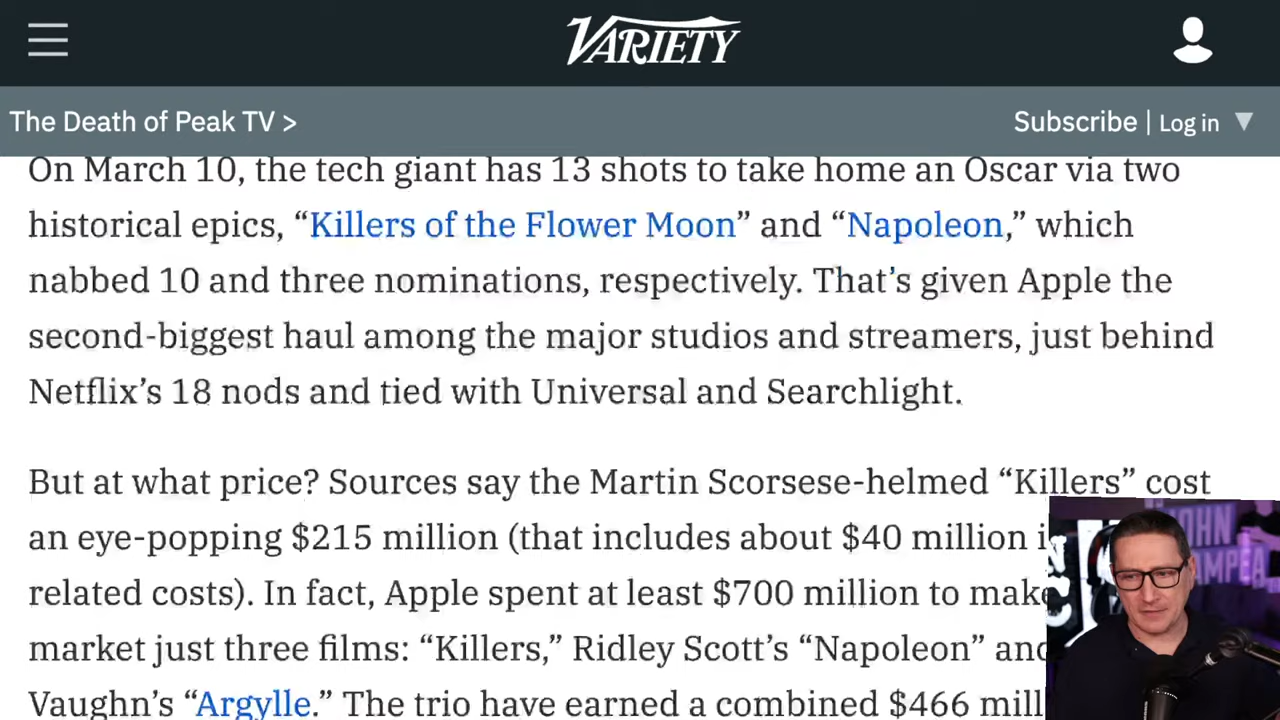 VARIETY
The Death of Peak TV >
Subscribe | Log in ▼
On March 10, the tech giant has 13 shots to take home an Oscar via two
historical epics, “Killers of the Flower Moon” and “Napoleon,” which
nabbed 10 and three nominations, respectively. That’s given Apple the
second-biggest haul among the major studios and streamers, just behind
Netflix’s 18 nods and tied with Universal and Searchlight.
But at what price? Sources say the Martin Scorsese-helmed “Killers” cost
an eye-popping $215 million (that includes about $40 million i
related costs). In fact, Apple spent at least $700 million to make
market just three films: “Killers,” Ridley Scott’s “Napoleon” and
Vaughn’s “Argylle.” The trio have earned a combined $466 mill
JOHN